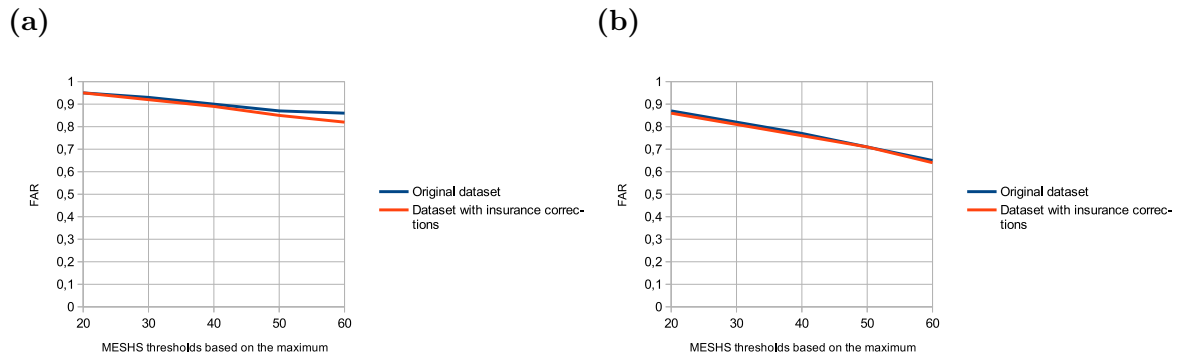 (a)
1
0,9
0,8
0,7
0,6
0,5
0,4
0,3
0,2
0,1
0
20 30 40 50 60
FAR
MESHS thresholds based on the maximum
Original dataset
Dataset with insurance correc-
tions
(b)
1
0,9
0,8
0,7
0,6
0,5
0,4
0,3
0,2
0,1
0
20 30 40 50 60
FAR
MESHS thresholds based on the maximum
Original dataset
Dataset with insurance correc-
tions